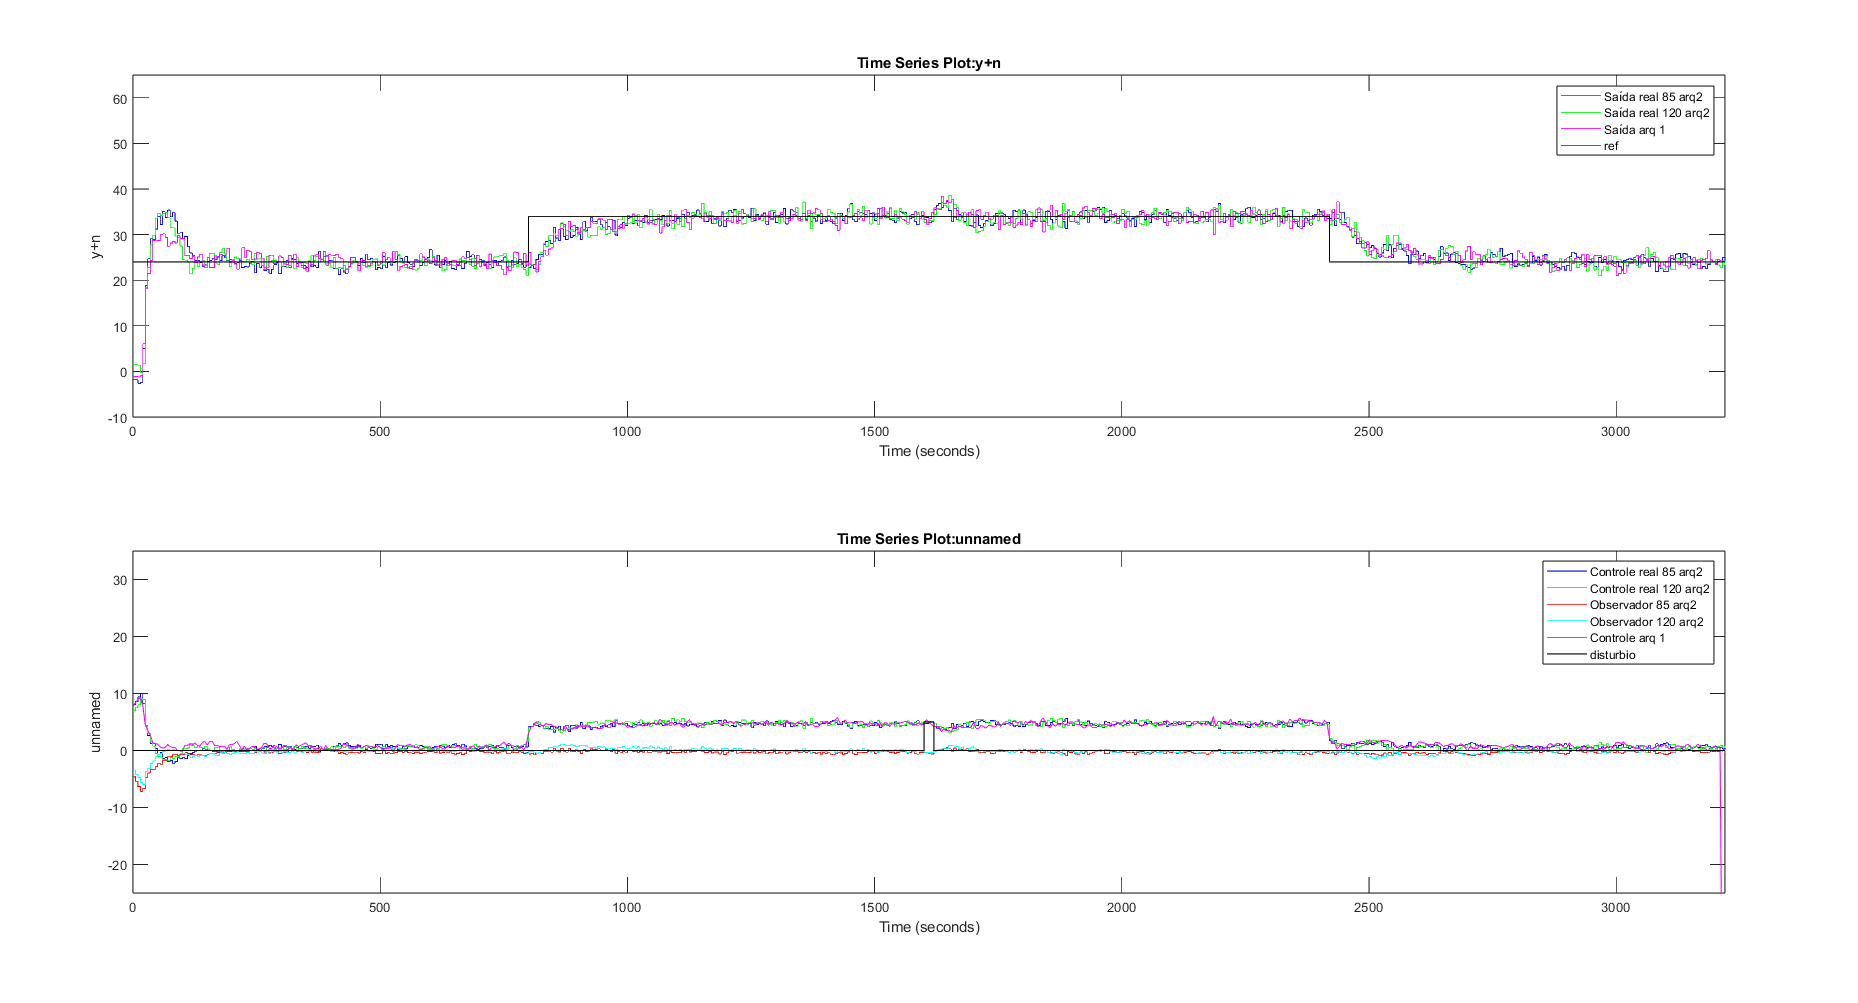 Time Series Plot:y+n
60
50
40
30
20
10
0
-10
y+n
Saída real 85 arq2
Saída real 120 arq2
Saída arq 1
ref
0
500
1000
1500
2000
2500
3000
Time (seconds)
Time Series Plot:unnamed
30
20
10
0
-10
-20
unnamed
Controle real 85 arq2
Controle real 120 arq2
Observador 85 arq2
Observador 120 arq2
Controle arq 1
disturbio
0
500
1000
1500
2000
2500
3000
Time (seconds)